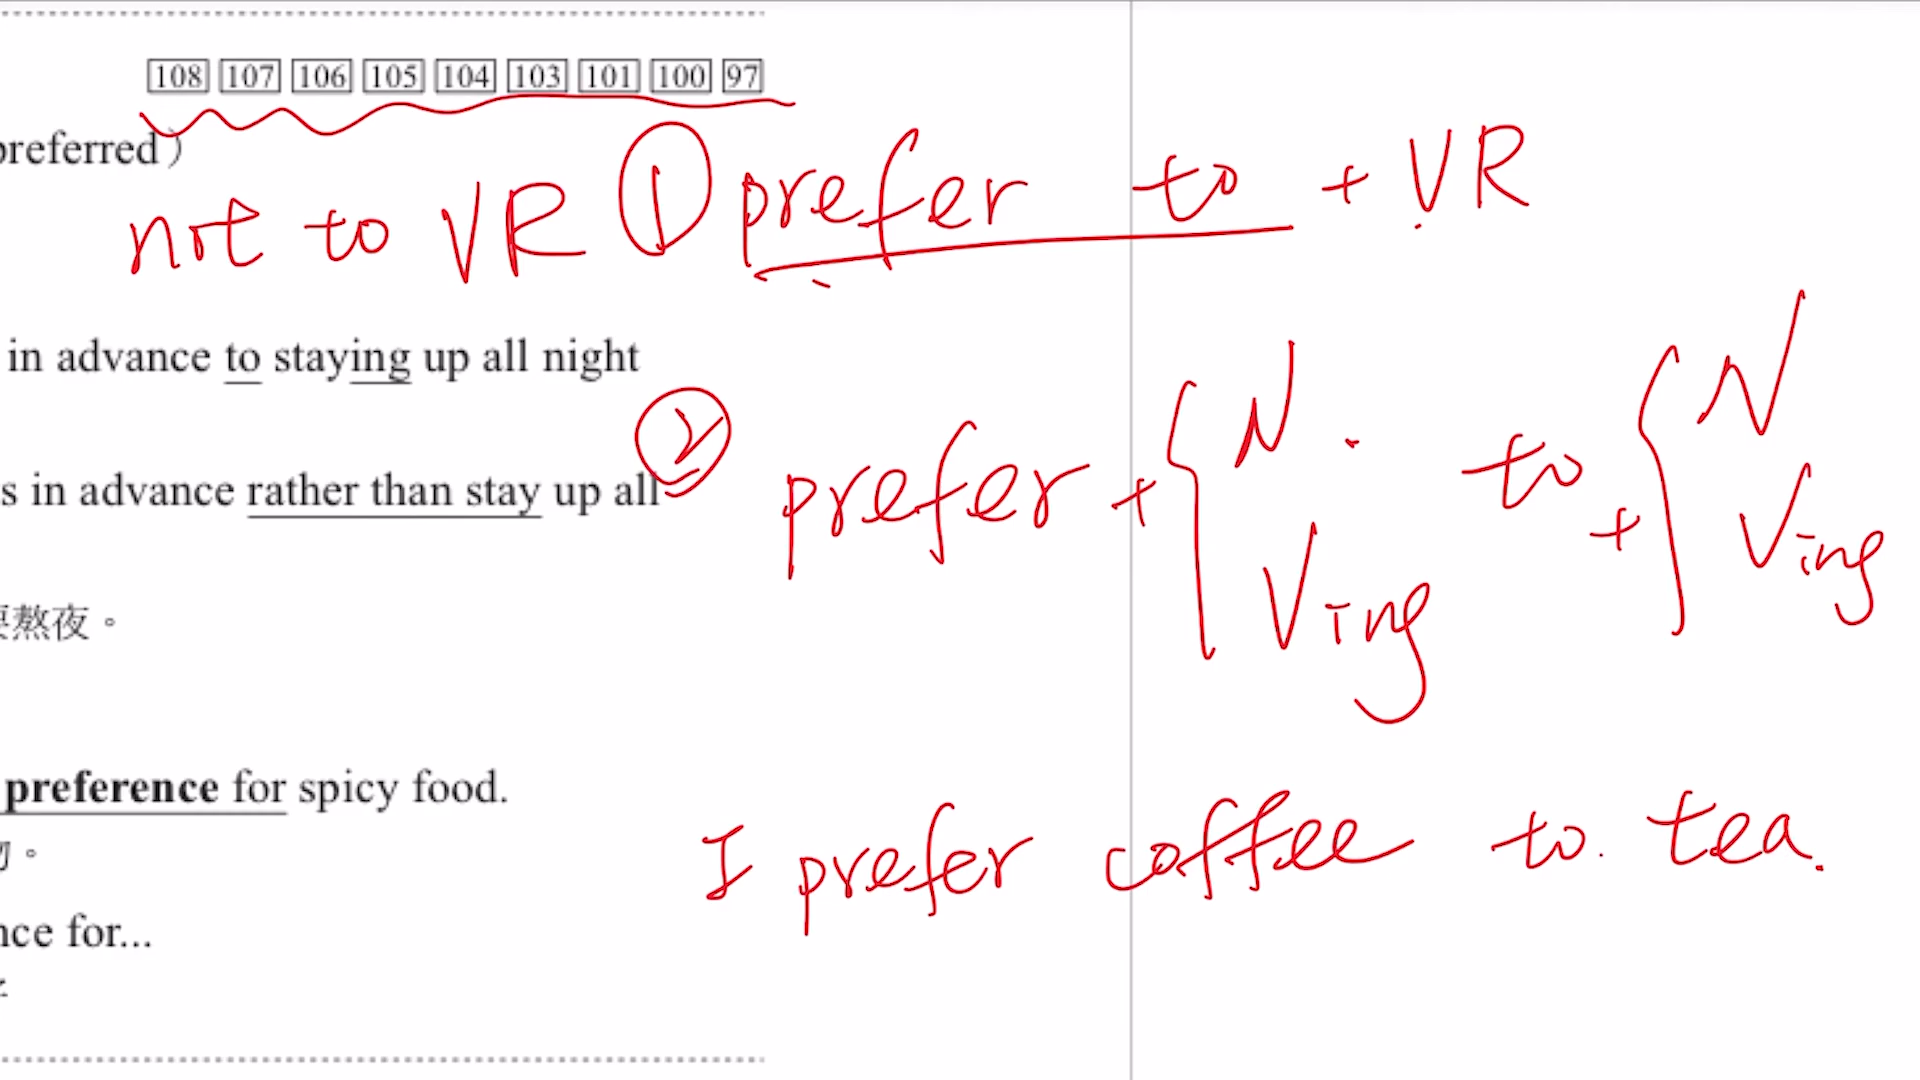 108 107 106 105 104 103 101 100 97
preferred）
not to VR ① prefer to + VR
in advance to staying up all night
② prefer + { N. Ving to + { N Ving
s in advance rather than stay up all
熬夜。
preference for spicy food.
I prefer coffee to. tea.
nce for...